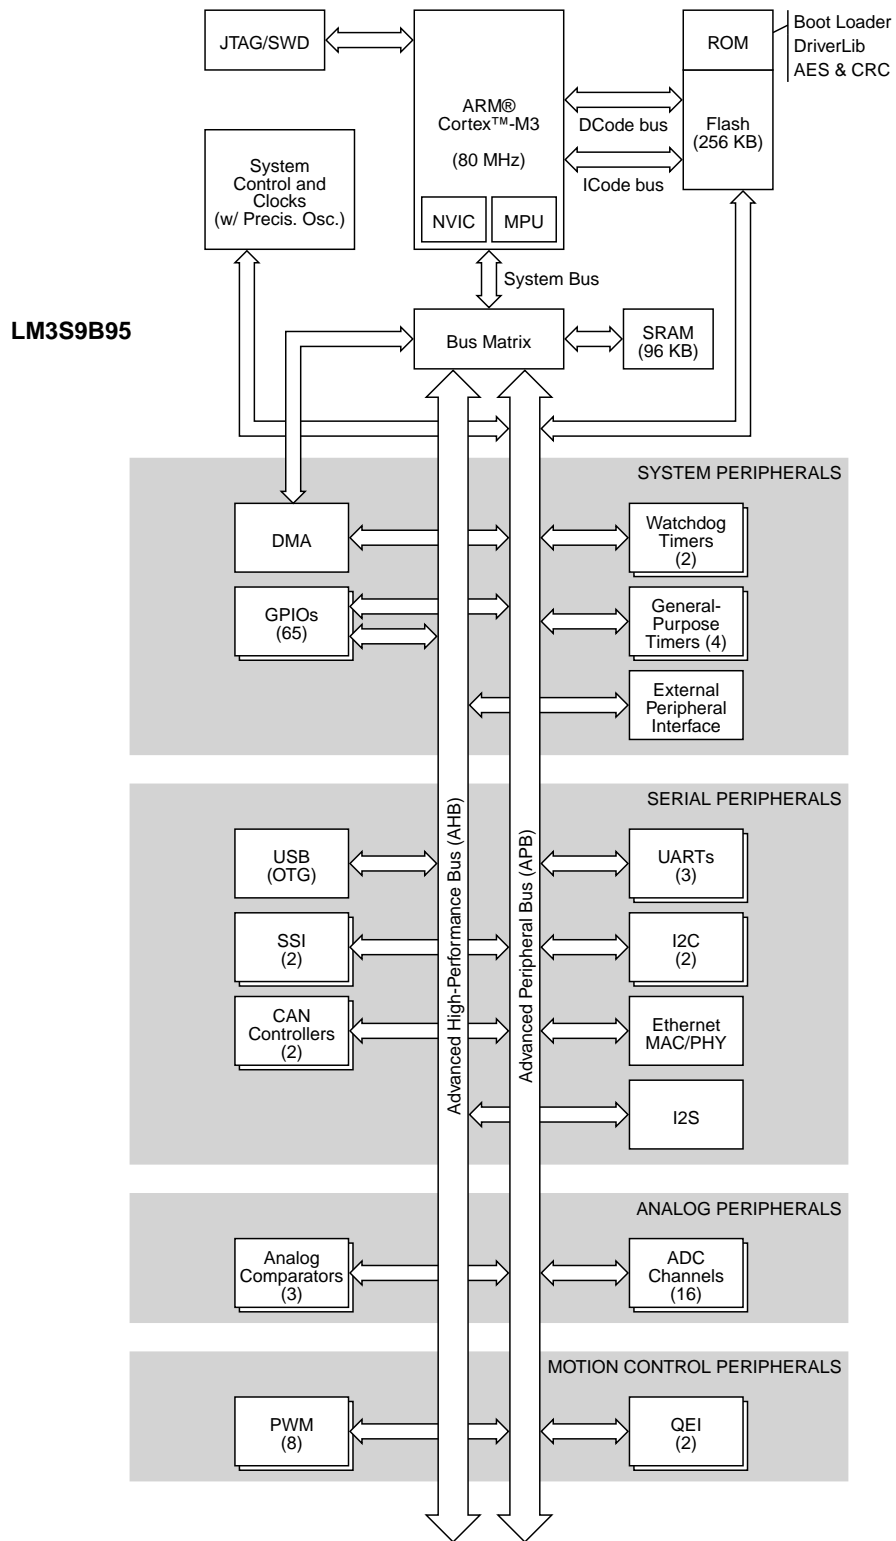 JTAG/SWD
ARM®
Cortex™-M3
(80 MHz)
NVIC
MPU
ROM
Boot Loader
DriverLib
AES & CRC
Flash
(256 KB)
DCode bus
ICode bus
System
Control and
Clocks
(w/ Precis. Osc.)
System Bus
LM3S9B95
Bus Matrix
SRAM
(96 KB)
SYSTEM PERIPHERALS
DMA
Watchdog
Timers
(2)
GPIOs
(65)
General-
Purpose
Timers (4)
External
Peripheral
Interface
Advanced High-Performance Bus (AHB)
Advanced Peripheral Bus (APB)
SERIAL PERIPHERALS
USB
(OTG)
UARTs
(3)
SSI
(2)
I2C
(2)
CAN
Controllers
(2)
Ethernet
MAC/PHY
I2S
ANALOG PERIPHERALS
Analog
Comparators
(3)
ADC
Channels
(16)
MOTION CONTROL PERIPHERALS
PWM
(8)
QEI
(2)